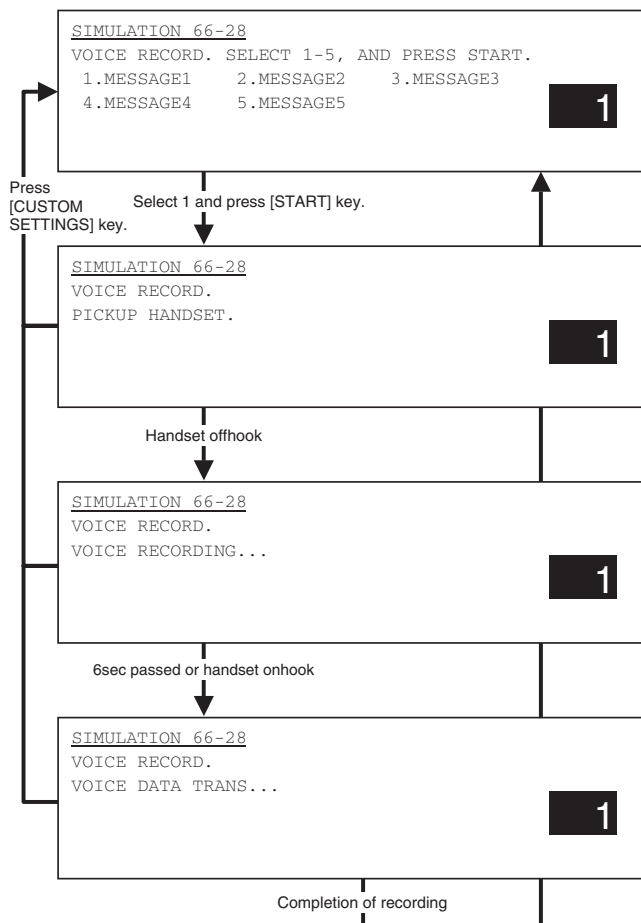 SIMULATION 66-28
VOICE RECORD. SELECT 1-5, AND PRESS START.
1.MESSAGE1 2.MESSAGE2 3.MESSAGE3
4.MESSAGE4 5.MESSAGE5
1
Press
[CUSTOM
SETTINGS] key.
Select 1 and press [START] key.
SIMULATION 66-28
VOICE RECORD.
PICKUP HANDSET.
1
Handset offhook
SIMULATION 66-28
VOICE RECORD.
VOICE RECORDING...
1
6sec passed or handset onhook
SIMULATION 66-28
VOICE RECORD.
VOICE DATA TRANS...
1
Completion of recording